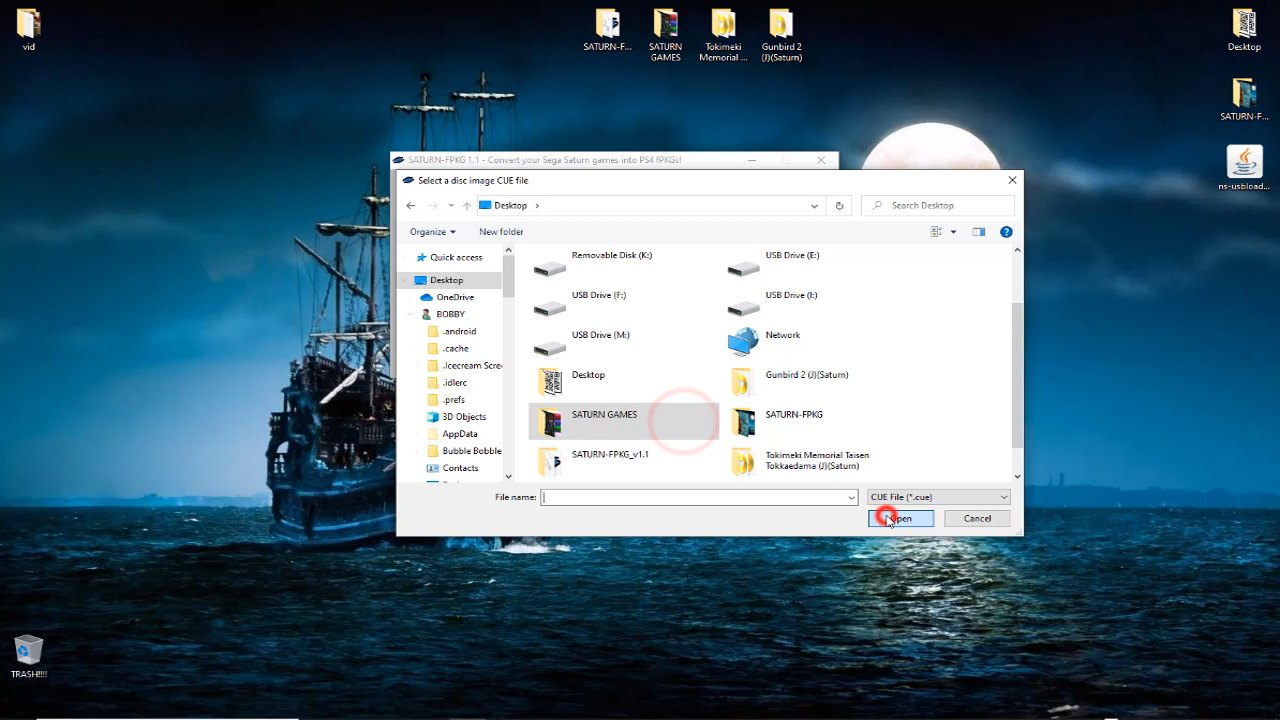 vid
SATURN-F...
SATURN
GAMES
Tokimeki
Memorial ...
Gunbird 2
(J)(Saturn)
Desktop
SATURN-F...
ns-usbload...
SATURN-FPKG 1.1 - Convert your Sega Saturn games into PS4 fPKGs!
Select a disc image CUE file
Desktop
Search Desktop
Organize
New folder
Quick access
Desktop
OneDrive
BOBBY
.android
.cache
.Icecream Scre
.idlerc
.prefs
3D Objects
AppData
Bubble Bobble
Contacts
Removable Disk (K:)
USB Drive (E:)
USB Drive (F:)
USB Drive (I:)
USB Drive (M:)
Network
Desktop
Gunbird 2 (J)(Saturn)
SATURN GAMES
SATURN-FPKG
SATURN-FPKG_v1.1
Tokimeki Memorial Taisen
Tokkaedama (J)(Saturn)
File name:
CUE File (*.cue)
Open
Cancel
TRASH!!!!